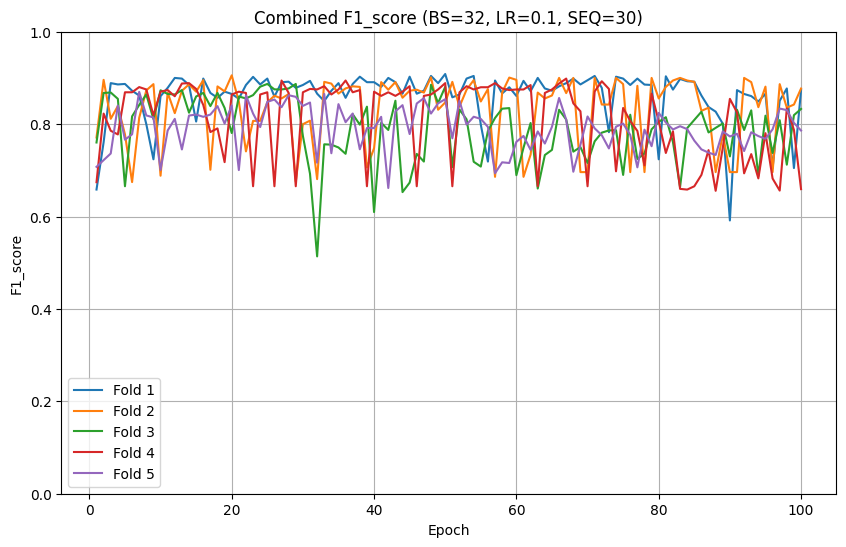 Combined F1_score (BS=32, LR=0.1, SEQ=30)
1.0
0.8
0.6
0.4
0.2
0.0
F1_score
Fold 1
Fold 2
Fold 3
Fold 4
Fold 5
0 20 40 60 80 100
Epoch